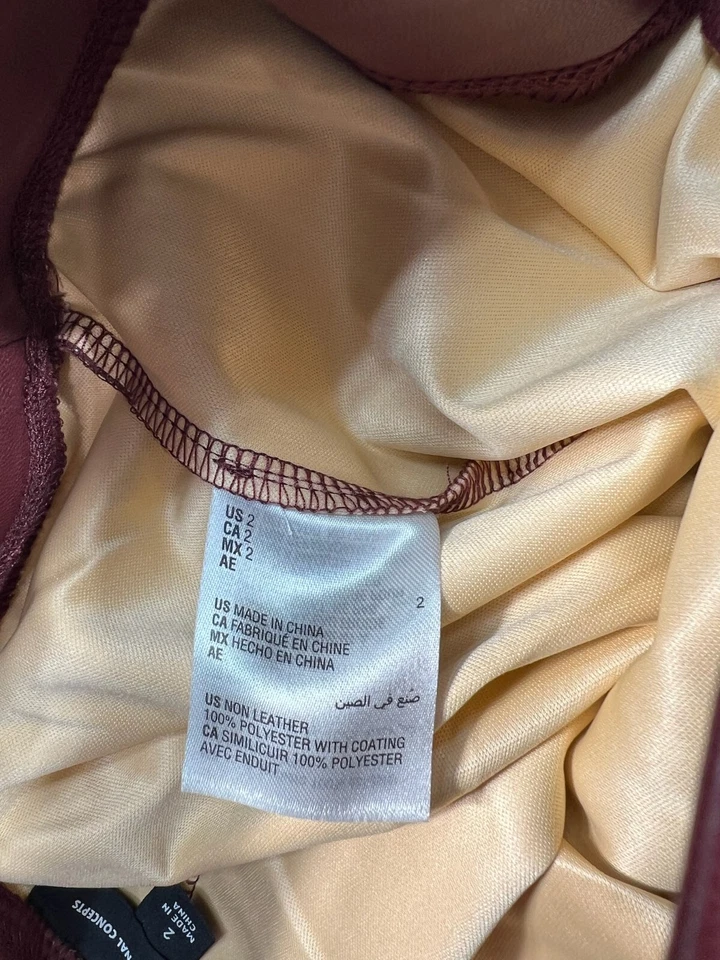 US 2
CA 2
MX 2
AE
2
US MADE IN CHINA
CA FABRIQUÉ EN CHINE
MX HECHO EN CHINA
AE
صنع في الصين
US NON LEATHER
100% POLYESTER WITH COATING
CA SIMILICUIR 100% POLYESTER
AVEC ENDUIT
CONCEPTS
2
MADE IN
CHINA